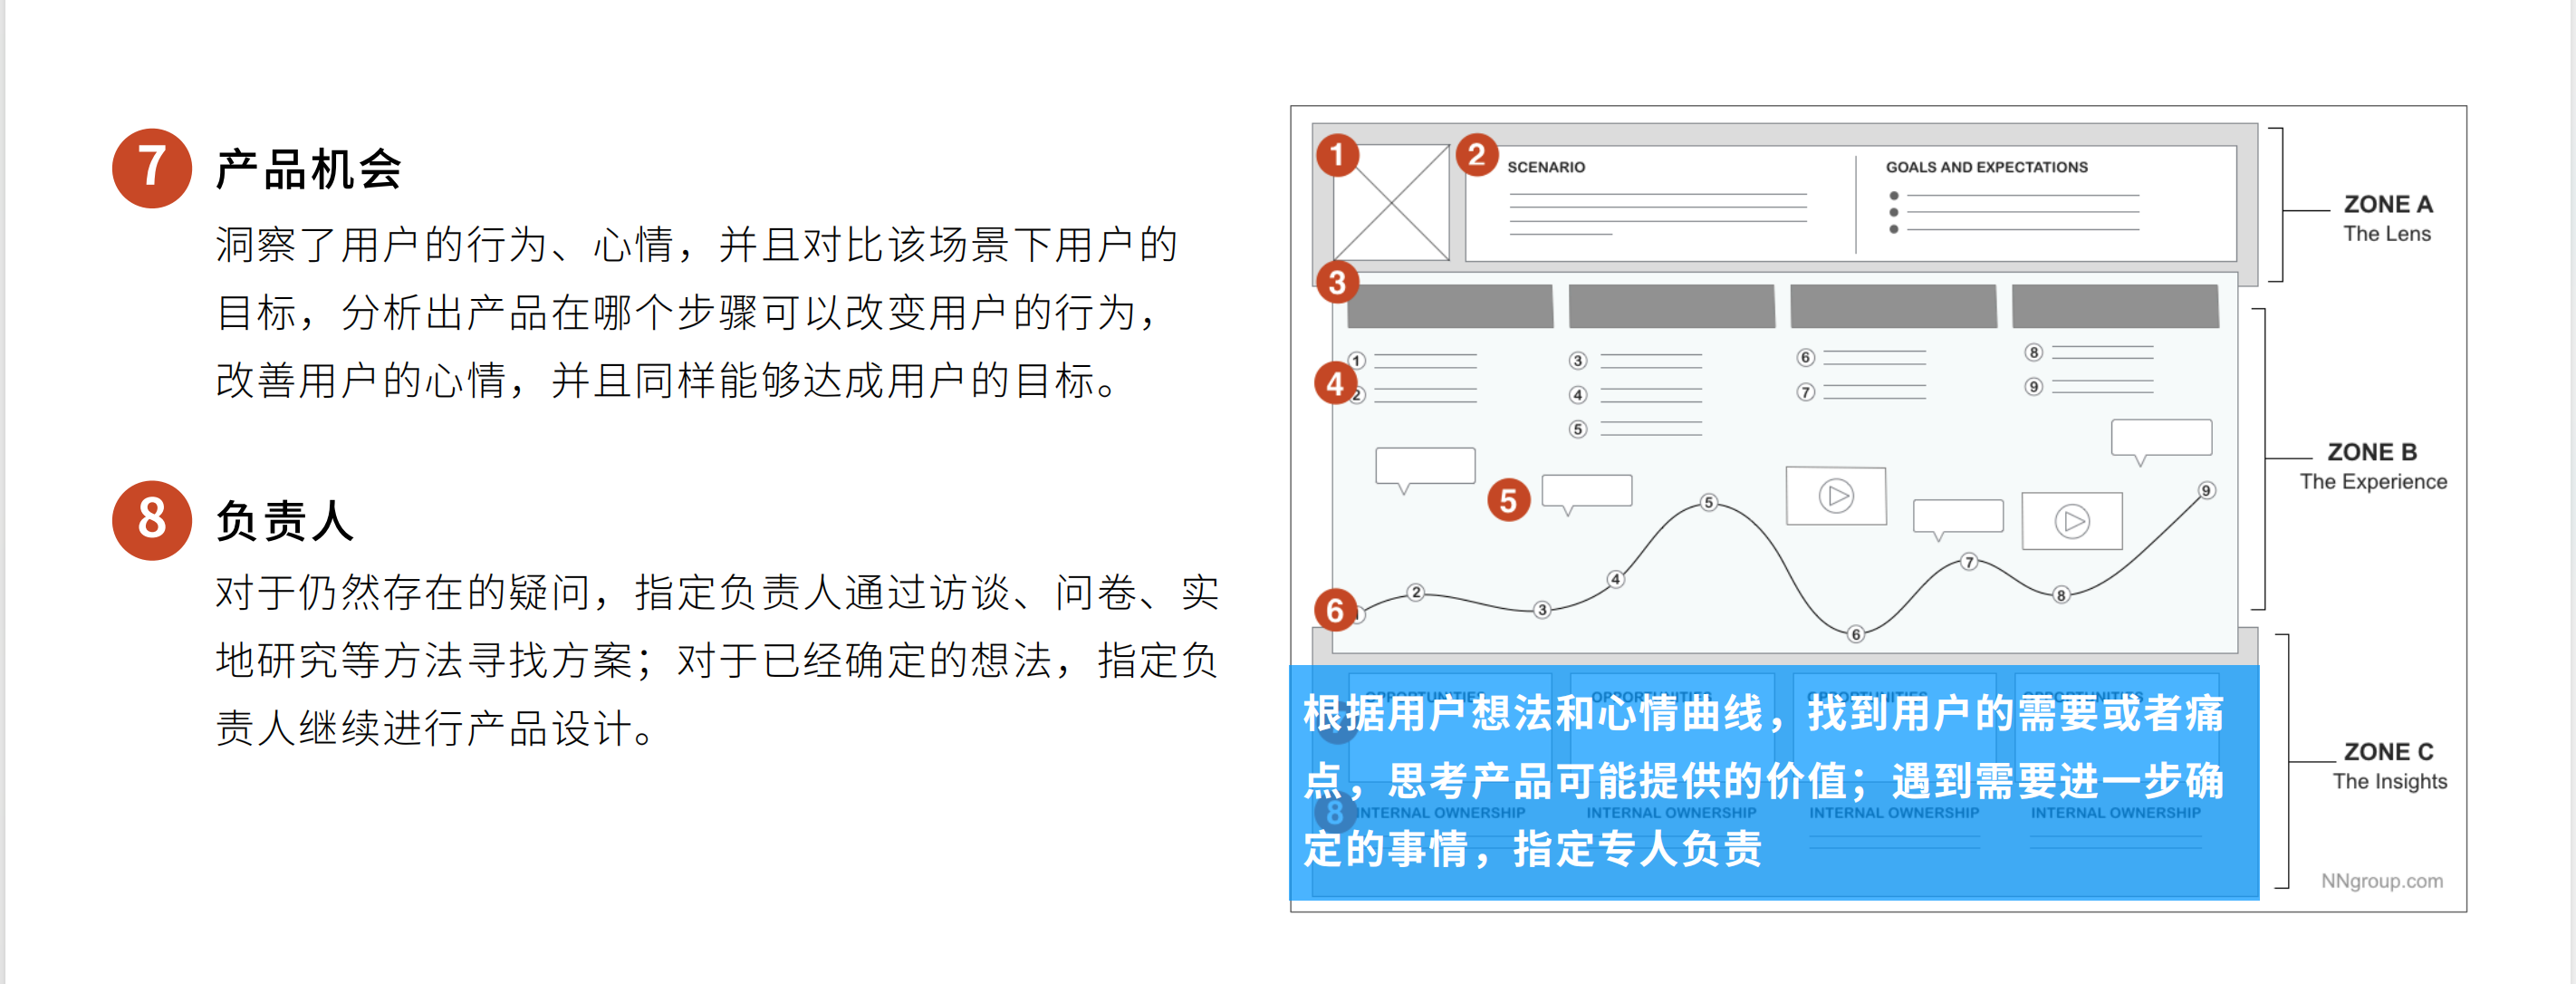 7 产品机会
洞察了用户的行为、心情，并且对比该场景下用户的
目标，分析出产品在哪个步骤可以改变用户的行为，
改善用户的心情，并且同样能够达成用户的目标。
8 负责人
对于仍然存在的疑问，指定负责人通过访谈、问卷、实
地研究等方法寻找方案；对于已经确定的想法，指定负
责人继续进行产品设计。
1 2 SCENARIO GOALS AND EXPECTATIONS
ZONE A
The Lens
3
1 3 6 8
4 2 4 7 9
5
5
5 9
ZONE B
The Experience
6 2 3 4 6 7 8
OPPORTUNITIES OPPORTUNIITIES OPPORTUNITIES OPPORTUNITIES
根据用户想法和心情曲线，找到用户的需要或者痛
点，思考产品可能提供的价值；遇到需要进一步确
定的事情，指定专人负责
8 INTERNAL OWNERSHIP INTERNAL OWNERSHIP INTERNAL OWNERSHIP INTERNAL OWNERSHIP
ZONE C
The Insights
NNgroup.com